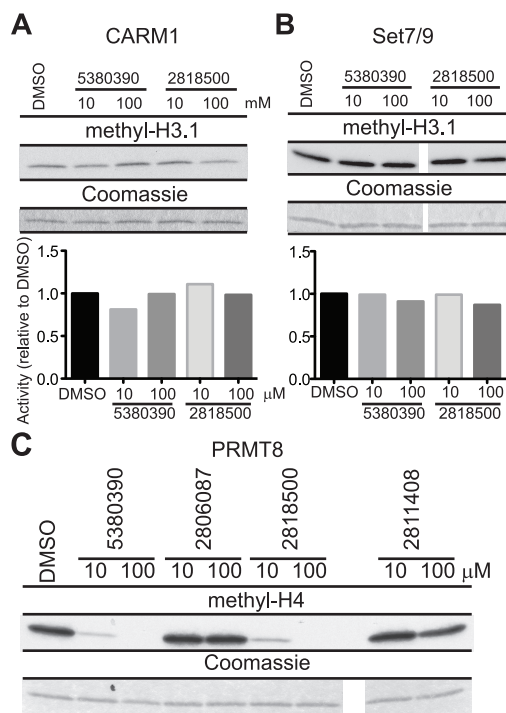 A
CARM1
DMSO
5380390 2818500
10 100 10 100 mM
methyl-H3.1
Coomassie
Activity (relative to DMSO)
1.5
1.0
0.5
0.0
DMSO 10 100 10 100 μM
5380390 2818500
B
Set7/9
DMSO
5380390 2818500
10 100 10 100
methyl-H3.1
Coomassie
1.5
1.0
0.5
0.0
DMSO 10 100 10 100
5380390 2818500
C
PRMT8
DMSO
5380390 2806087 2818500 2811408
10 100 10 100 10 100 10 100 μM
methyl-H4
Coomassie